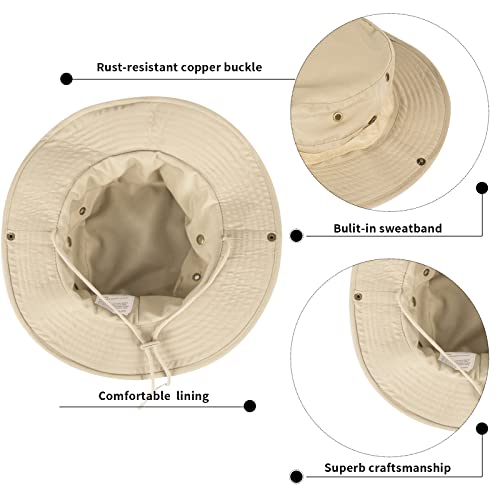 Rust-resistant copper buckle
Bulit-in sweatband
Comfortable lining
Superb craftsmanship